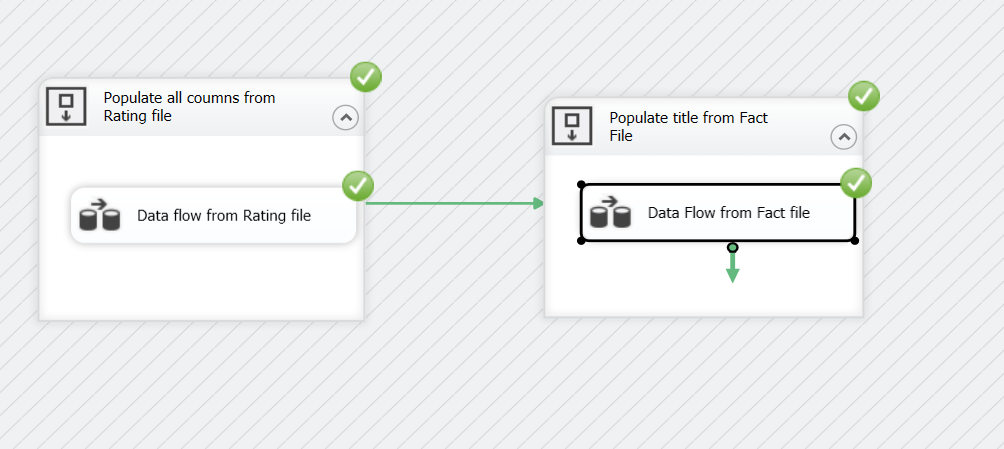 Populate all coumns from
Rating file
Data flow from Rating file
Populate title from Fact
File
Data Flow from Fact file